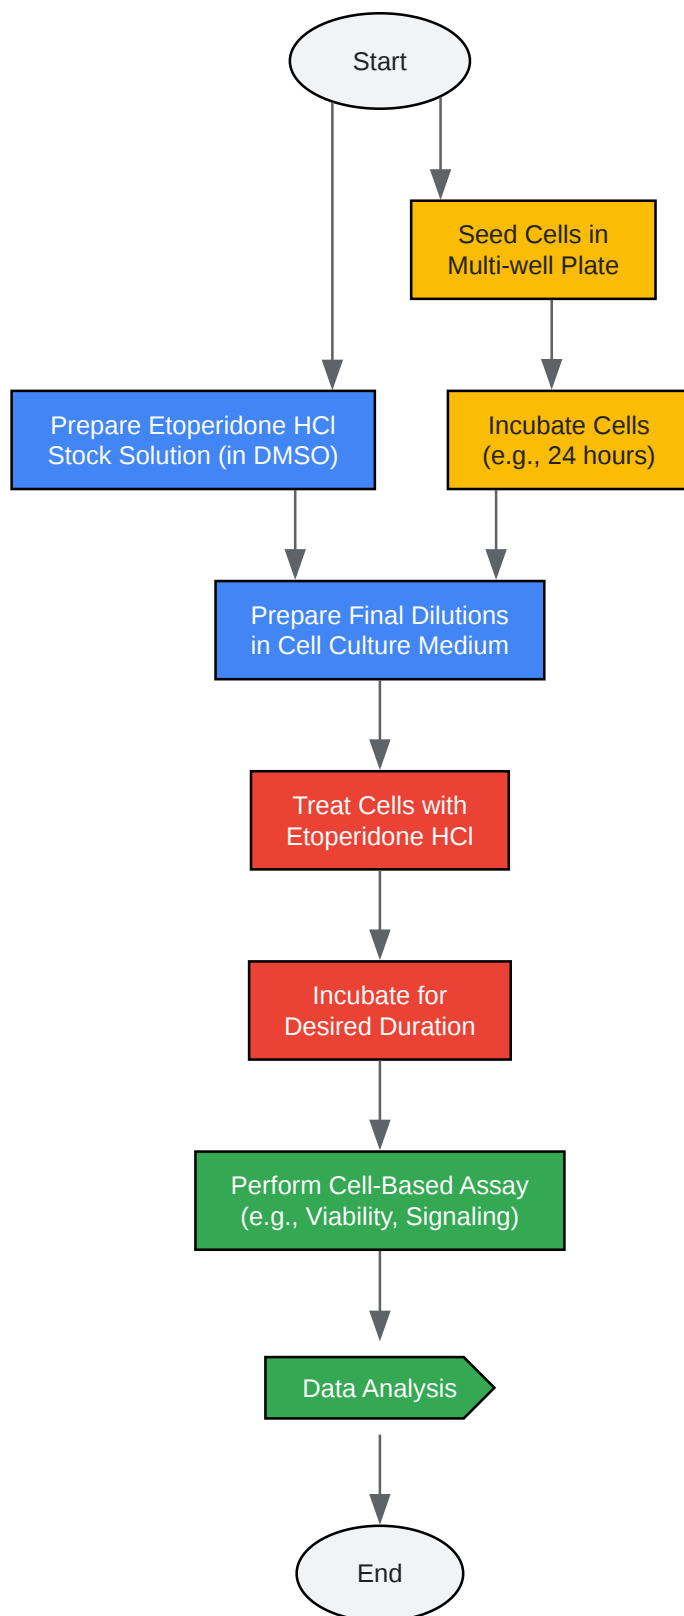 Start
Seed Cells in
Multi-well Plate
Prepare Etoperidone HCl
Stock Solution (in DMSO)
Incubate Cells
(e.g., 24 hours)
Prepare Final Dilutions
in Cell Culture Medium
Treat Cells with
Etoperidone HCl
Incubate for
Desired Duration
Perform Cell-Based Assay
(e.g., Viability, Signaling)
Data Analysis
End